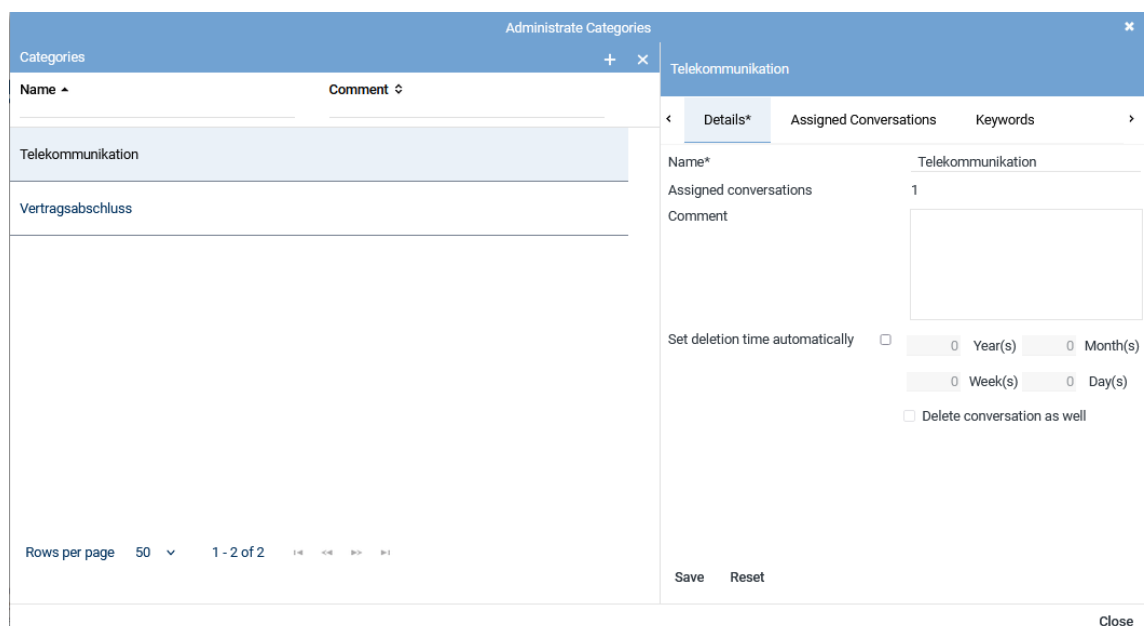 Administrate Categories
Categories
Telekommunikation
Name Comment
Details* Assigned Conversations Keywords
Telekommunikation
Vertragsabschluss
Name* Telekommunikation
Assigned conversations 1
Comment
Set deletion time automatically 0 Year(s) 0 Month(s)
0 Week(s) 0 Day(s)
Delete conversation as well
Rows per page 50 1 - 2 of 2
Save Reset
Close